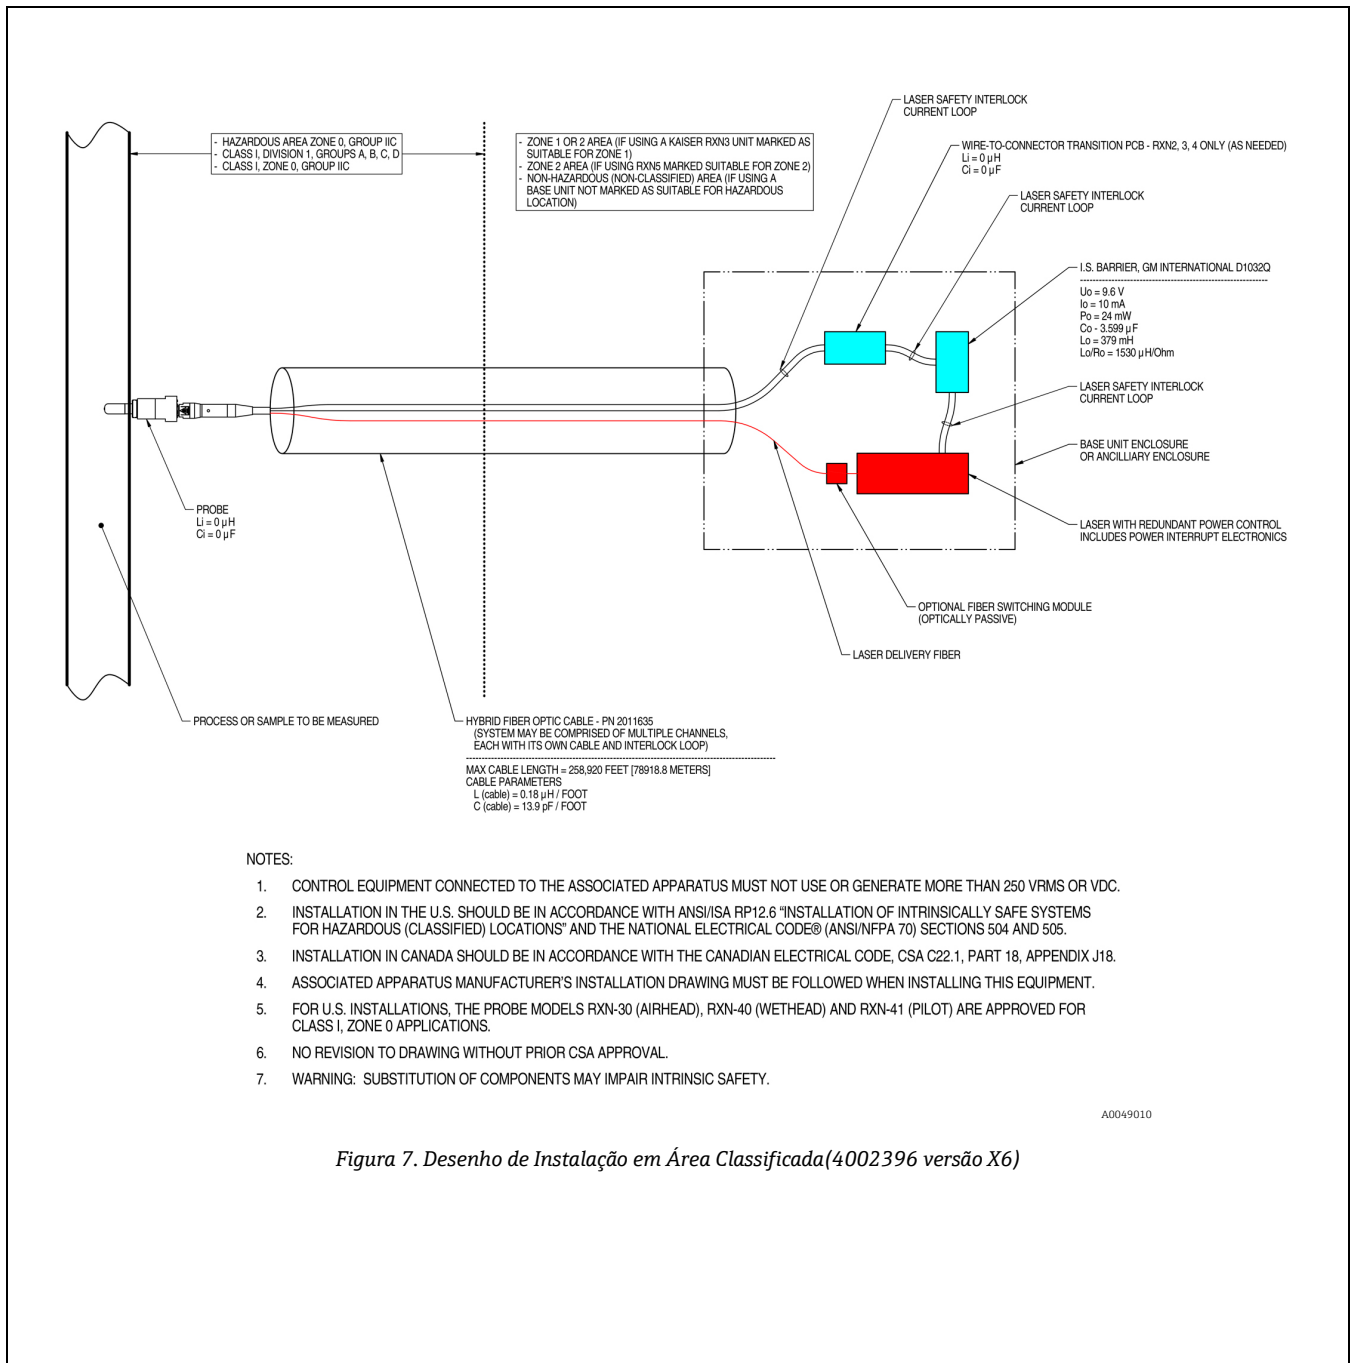 LASER SAFETY INTERLOCK
CURRENT LOOP
- HAZARDOUS AREA ZONE 0, GROUP IIC
- CLASS I, DIVISION 1, GROUPS A, B, C, D
- CLASS I, ZONE 0, GROUP IIC
- ZONE 1 OR 2 AREA (IF USING A KAISER RXN3 UNIT MARKED AS
SUITABLE FOR ZONE 1)
- ZONE 2 AREA (IF USING RXN5 MARKED SUITABLE FOR ZONE 2)
- NON-HAZARDOUS (NON-CLASSIFIED) AREA (IF USING A
BASE UNIT NOT MARKED AS SUITABLE FOR HAZARDOUS
LOCATION)
WIRE-TO-CONNECTOR TRANSITION PCB - RXN2, 3, 4 ONLY (AS NEEDED)
Li = 0 µH
Ci = 0 µF
LASER SAFETY INTERLOCK
CURRENT LOOP
I.S. BARRIER, GM INTERNATIONAL D1032Q
Uo = 9.6 V
Io = 10 mA
Po = 24 mW
Co - 3.599 µF
Lo = 379 mH
Lo/Ro = 1530 µH/Ohm
LASER SAFETY INTERLOCK
CURRENT LOOP
BASE UNIT ENCLOSURE
OR ANCILLIARY ENCLOSURE
PROBE
Li = 0 µH
Ci = 0 µF
LASER WITH REDUNDANT POWER CONTROL
INCLUDES POWER INTERRUPT ELECTRONICS
OPTIONAL FIBER SWITCHING MODULE
(OPTICALLY PASSIVE)
LASER DELIVERY FIBER
PROCESS OR SAMPLE TO BE MEASURED
HYBRID FIBER OPTIC CABLE - PN 2011635
(SYSTEM MAY BE COMPRISED OF MULTIPLE CHANNELS,
EACH WITH ITS OWN CABLE AND INTERLOCK LOOP)
MAX CABLE LENGTH = 258,920 FEET [78918.8 METERS]
CABLE PARAMETERS
L (cable) = 0.18 µH / FOOT
C (cable) = 13.9 pF / FOOT
NOTES:
1. CONTROL EQUIPMENT CONNECTED TO THE ASSOCIATED APPARATUS MUST NOT USE OR GENERATE MORE THAN 250 VRMS OR VDC.
2. INSTALLATION IN THE U.S. SHOULD BE IN ACCORDANCE WITH ANSI/ISA RP12.6 “INSTALLATION OF INTRINSICALLY SAFE SYSTEMS
FOR HAZARDOUS (CLASSIFIED) LOCATIONS” AND THE NATIONAL ELECTRICAL CODE® (ANSI/NFPA 70) SECTIONS 504 AND 505.
3. INSTALLATION IN CANADA SHOULD BE IN ACCORDANCE WITH THE CANADIAN ELECTRICAL CODE, CSA C22.1, PART 18, APPENDIX J18.
4. ASSOCIATED APPARATUS MANUFACTURER’S INSTALLATION DRAWING MUST BE FOLLOWED WHEN INSTALLING THIS EQUIPMENT.
5. FOR U.S. INSTALLATIONS, THE PROBE MODELS RXN-30 (AIRHEAD), RXN-40 (WETHEAD) AND RXN-41 (PILOT) ARE APPROVED FOR
CLASS I, ZONE 0 APPLICATIONS.
6. NO REVISION TO DRAWING WITHOUT PRIOR CSA APPROVAL.
7. WARNING: SUBSTITUTION OF COMPONENTS MAY IMPAIR INTRINSIC SAFETY.
A0049010
Figura 7. Desenho de Instalação em Área Classificada(4002396 versão X6)